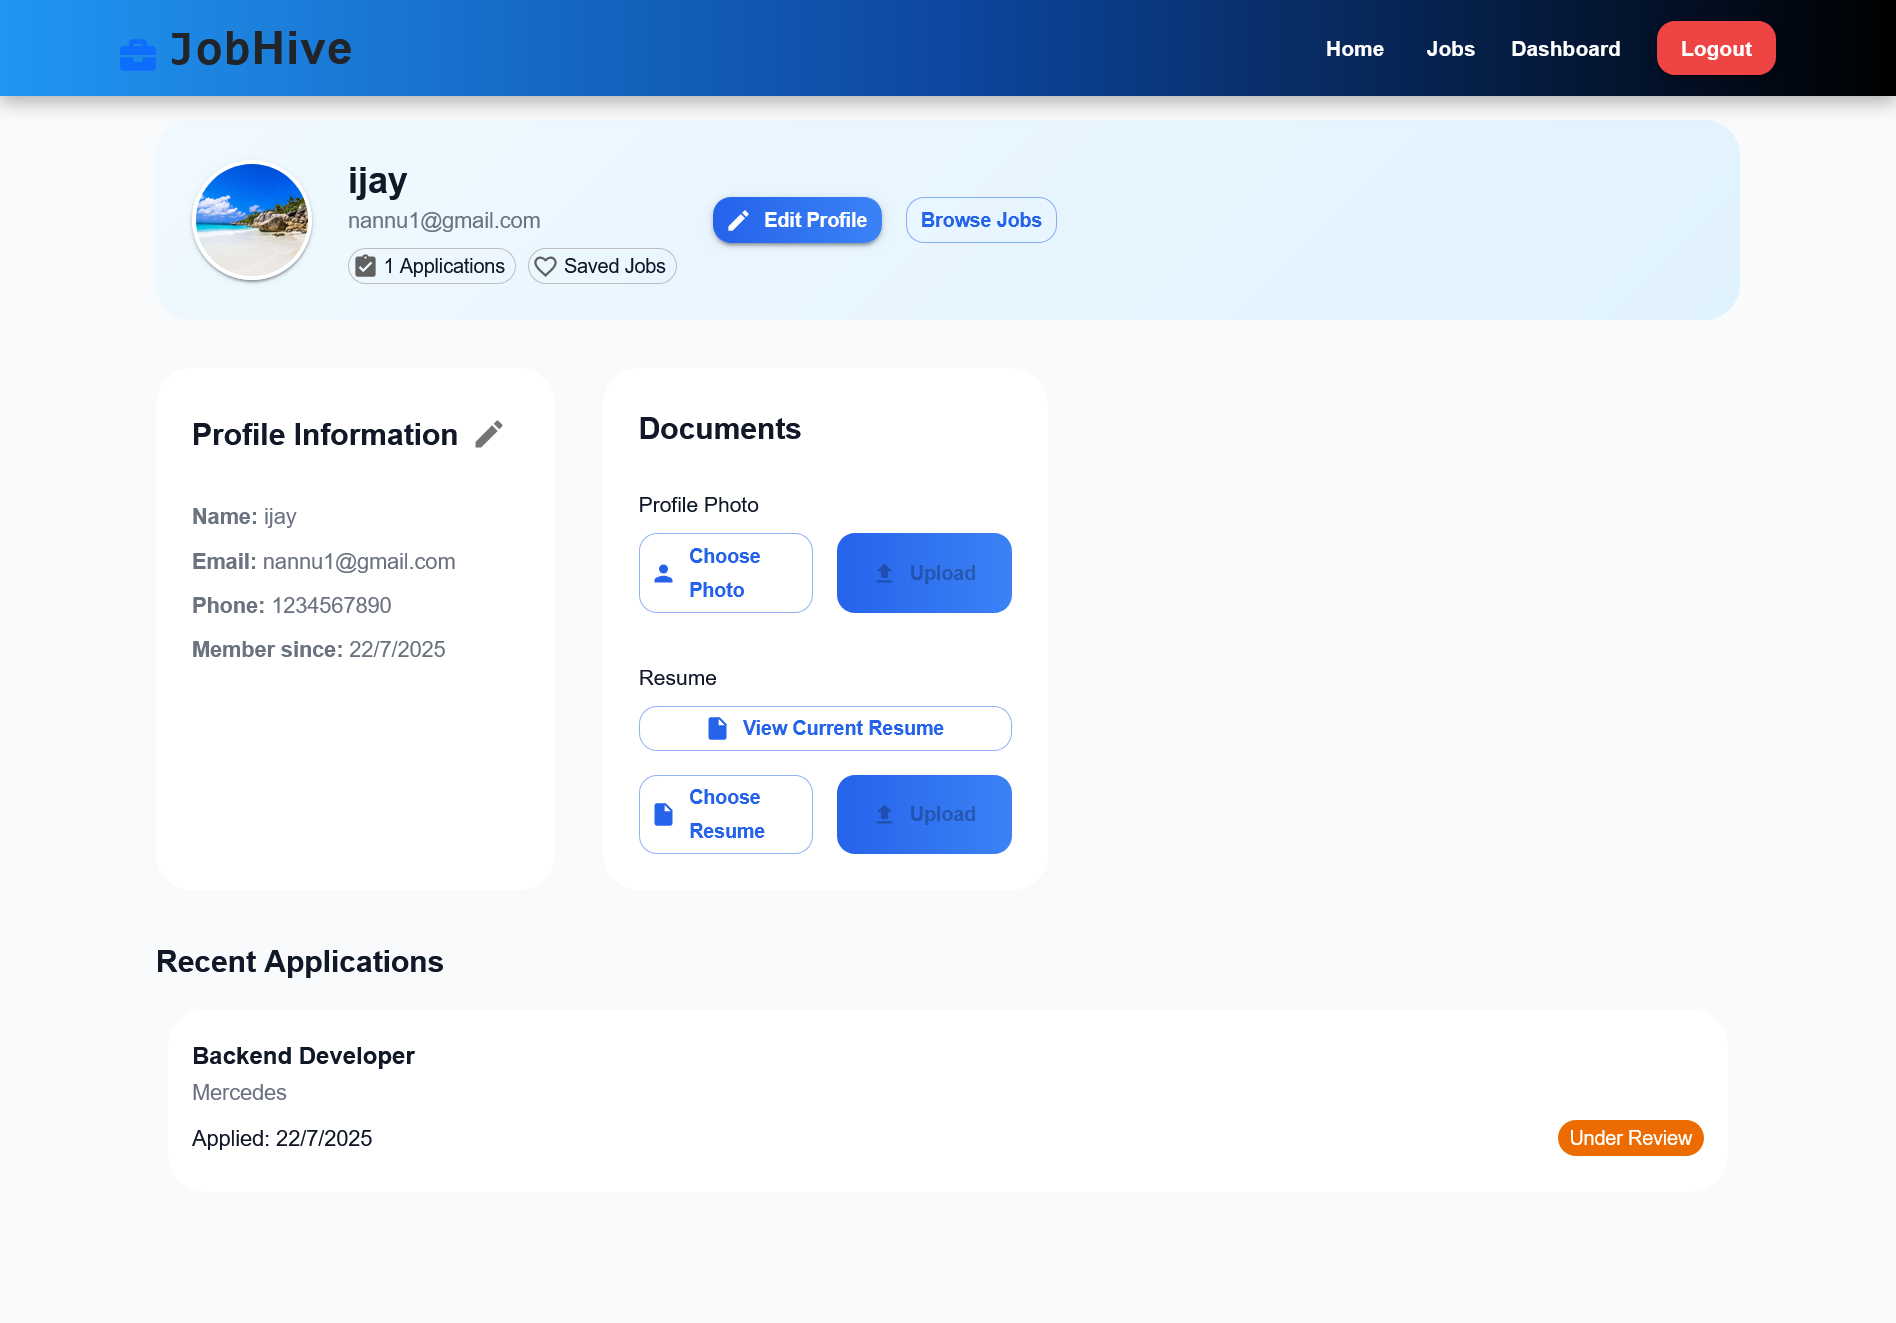 JobHive
Home Jobs Dashboard Logout
ijay
nannu1@gmail.com
1 Applications Saved Jobs
Edit Profile Browse Jobs
Profile Information
Name: ijay
Email: nannu1@gmail.com
Phone: 1234567890
Member since: 22/7/2025
Documents
Profile Photo
Choose
Photo
Upload
Resume
View Current Resume
Choose
Resume
Upload
Recent Applications
Backend Developer
Mercedes
Applied: 22/7/2025
Under Review